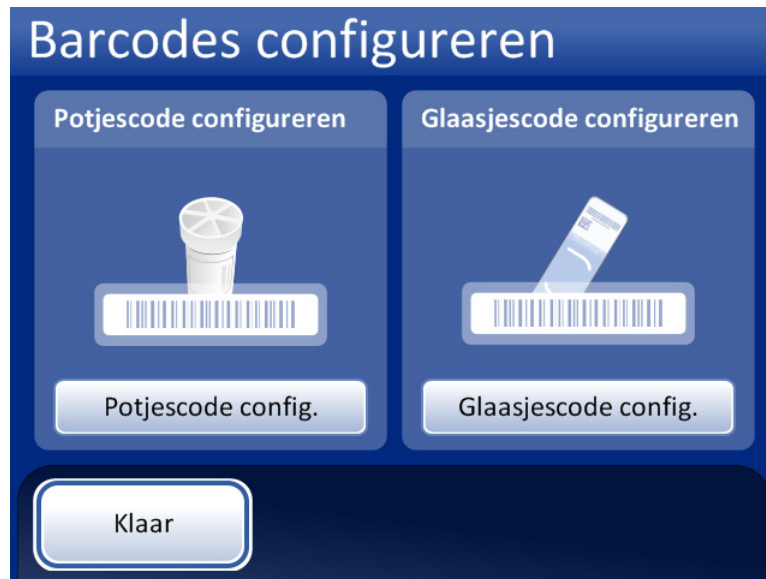 Barcodes configureren
Potjescode configureren
Glaasjescode configureren
Potjescode config.
Glaasjescode config.
Klaar